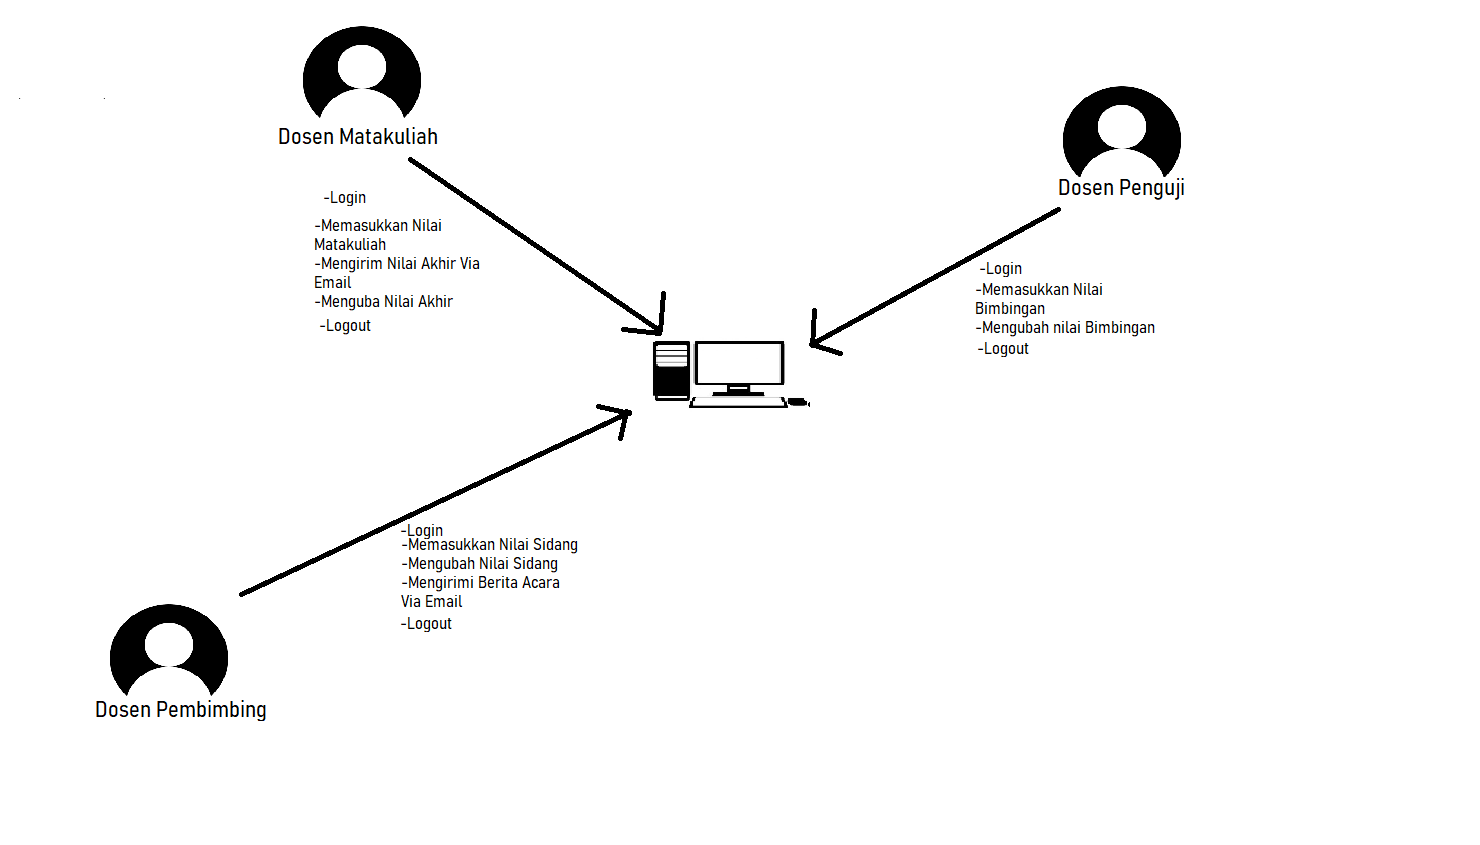 Dosen Matakuliah
-Login
-Memasukkan Nilai
Matakuliah
-Mengirim Nilai Akhir Via
Email
-Menguba Nilai Akhir
-Logout
Dosen Penguji
-Login
-Memasukkan Nilai
Bimbingan
-Mengubah nilai Bimbingan
-Logout
-Login
-Memasukkan Nilai Sidang
-Mengubah Nilai Sidang
-Mengirimi Berita Acara
Via Email
-Logout
Dosen Pembimbing